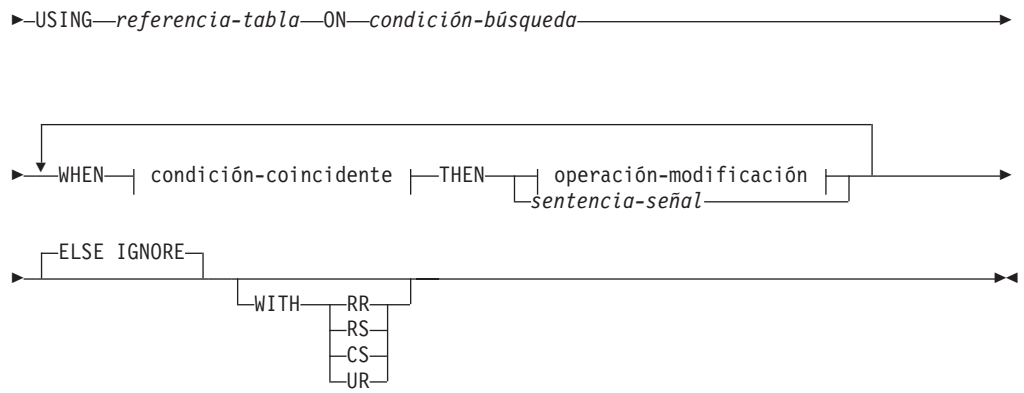 USING referencia-tabla ON condición-búsqueda
WHEN condición-coincidente THEN operación-modificación
sentencia-señal
ELSE IGNORE
WITH RR
RS
CS
UR